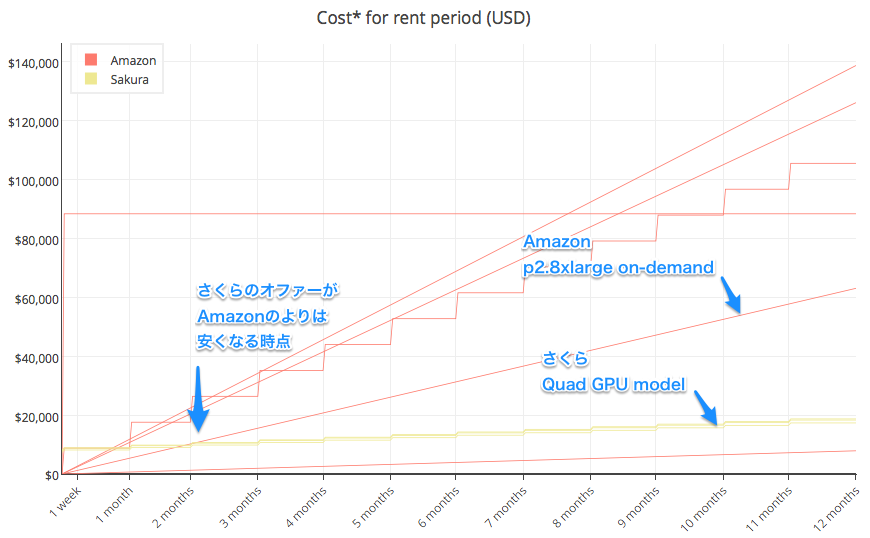 Cost* for rent period (USD)
Amazon
Sakura
$140,000
$120,000
$100,000
$80,000
$60,000
$40,000
$20,000
$0
Amazon
p2.8xlarge on-demand
さくらのオファーが
Amazonのよりは
安くなる時点
さくら
Quad GPU model
1 week
1 month
2 months
3 months
4 months
5 months
6 months
7 months
8 months
9 months
10 months
11 months
12 months